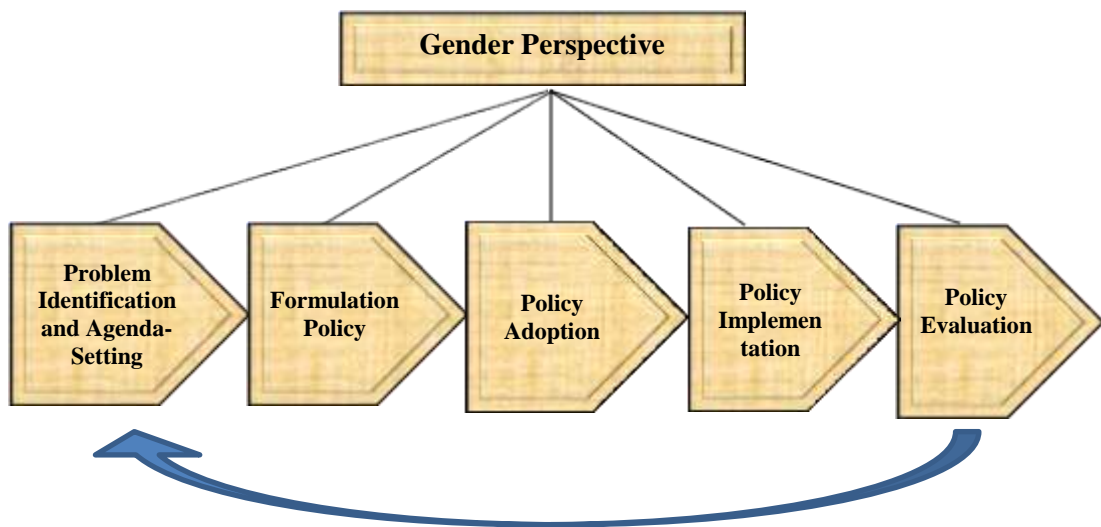 Gender Perspective
Problem
Identification
and Agenda-
Setting
Formulation
Policy
Policy
Adoption
Policy
Implemen
tation
Policy
Evaluation